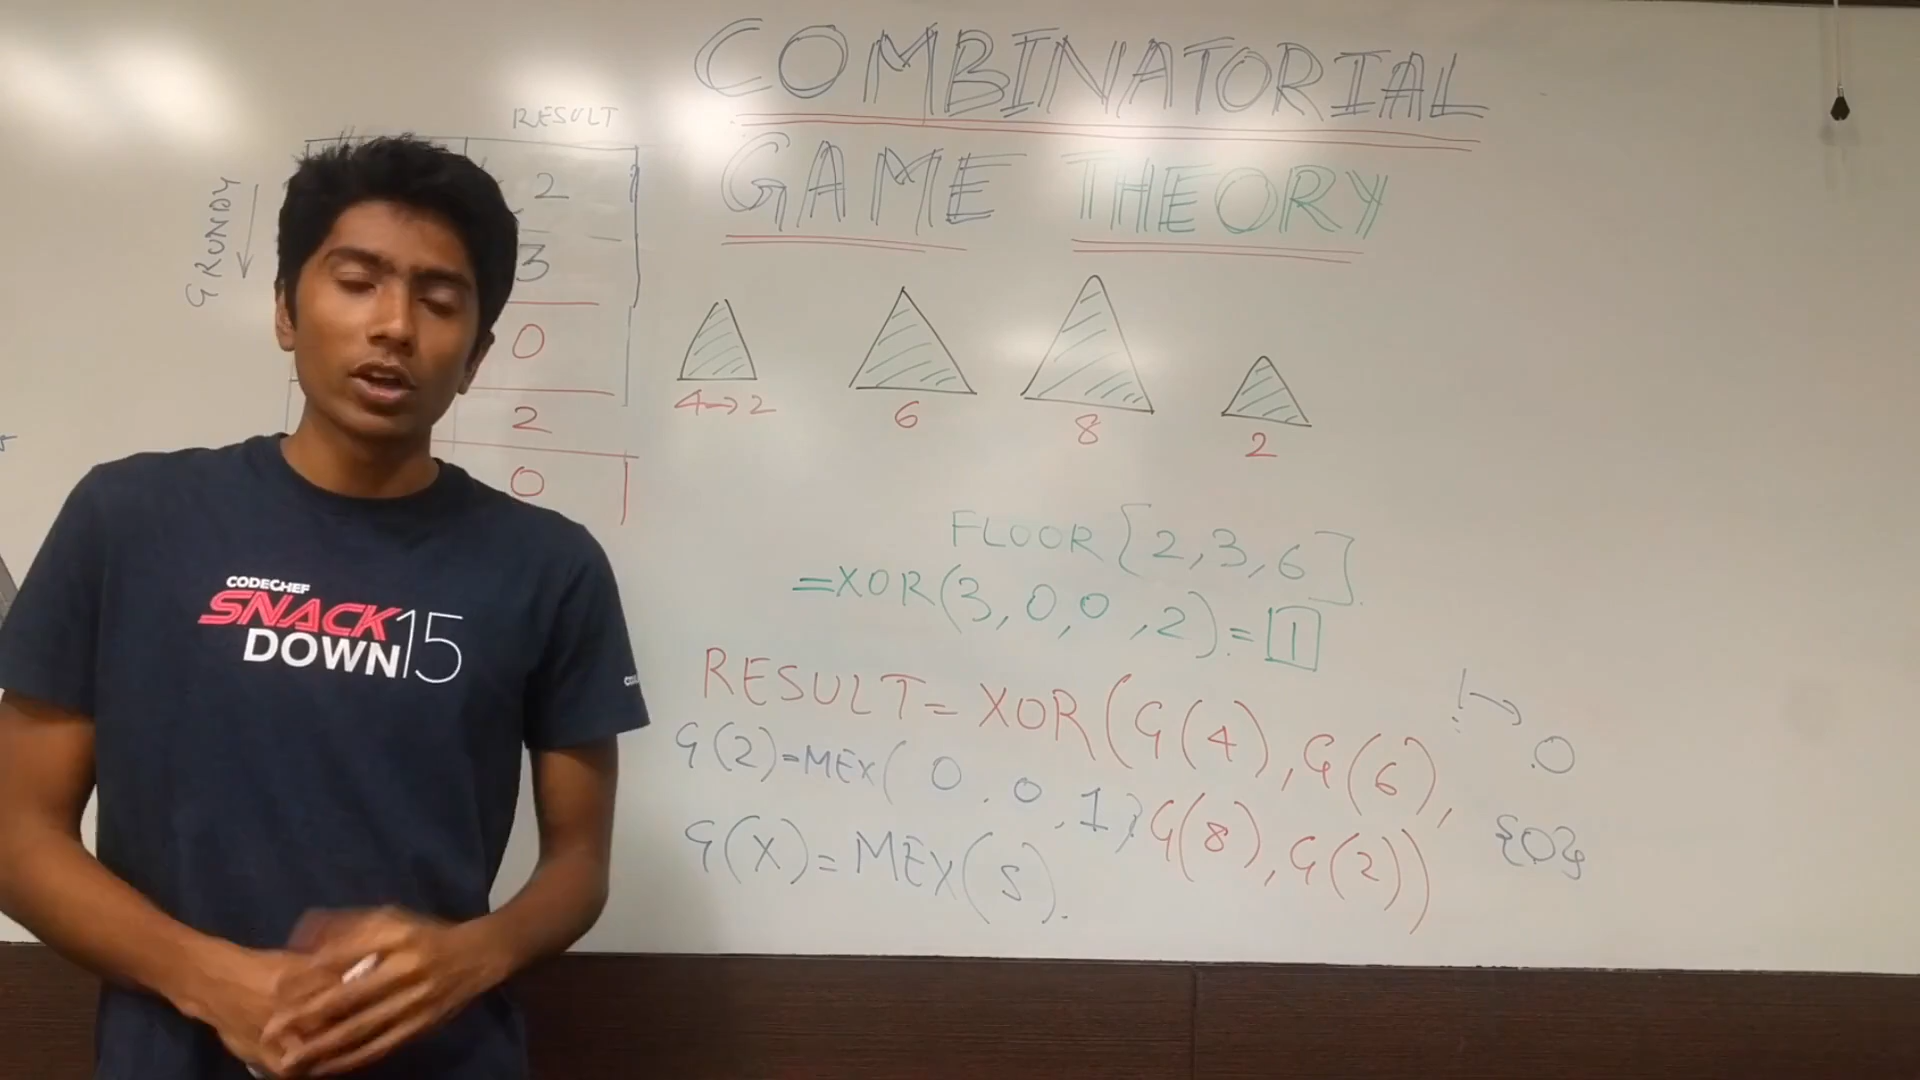 COMBINATORIAL
GAME THEORY
RESULT
GRUNDY
2
3
0
2
0
4→2
6
8
2
FLOOR[2,3,6]
=XOR(3,0,0,2)=1
RESULT=XOR(G(4),G(6),
G(8),G(2))
G(2)=MEX(0,0,1)
G(X)=MEX(S).
0
{0}
CODECHEF
SNACK
DOWN15